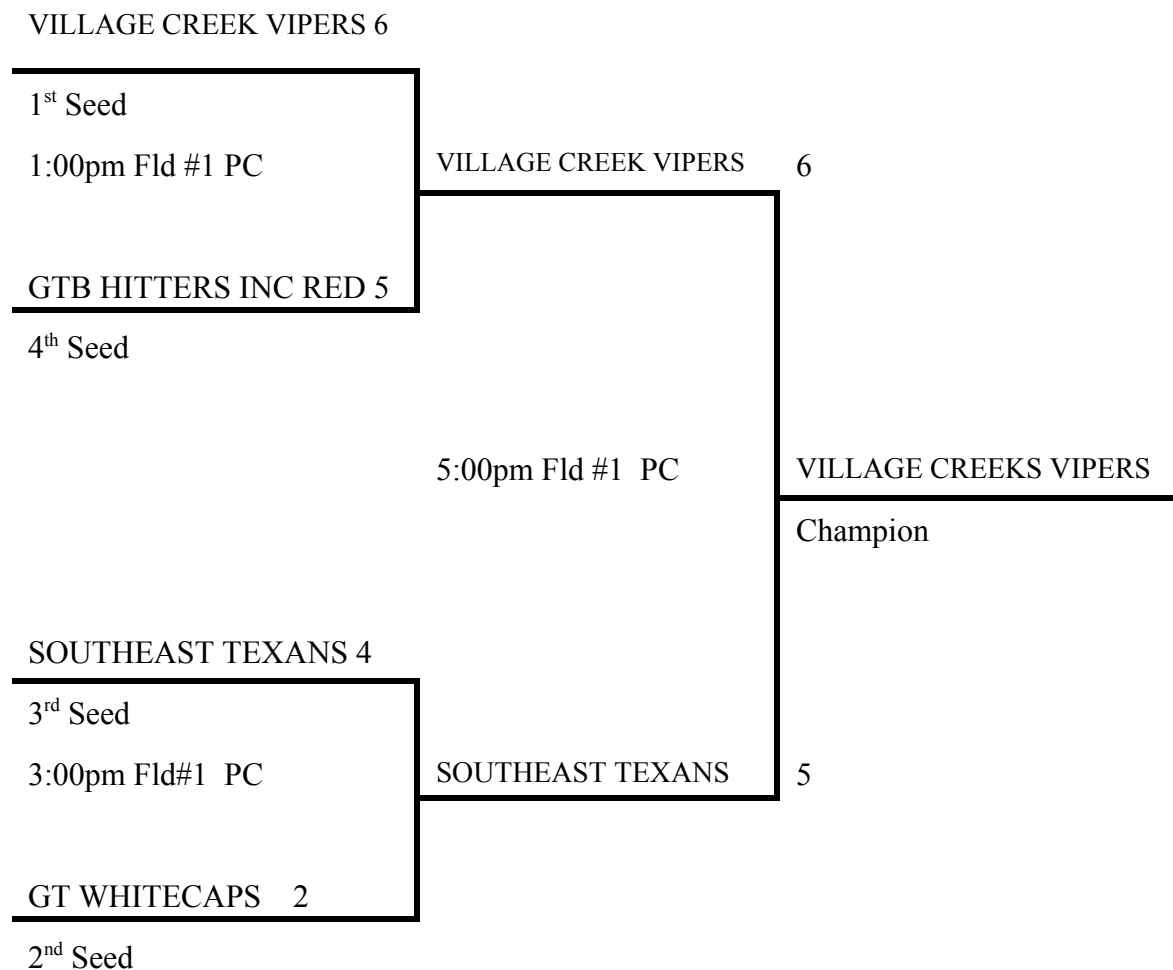 VILLAGE CREEK VIPERS 6
1st Seed
1:00pm Fld #1 PC
VILLAGE CREEK VIPERS 6
GTB HITTERS INC RED 5
4th Seed
5:00pm Fld #1 PC
VILLAGE CREEKS VIPERS
Champion
SOUTHEAST TEXANS 4
3rd Seed
3:00pm Fld#1 PC
SOUTHEAST TEXANS 5
GT WHITECAPS 2
2nd Seed